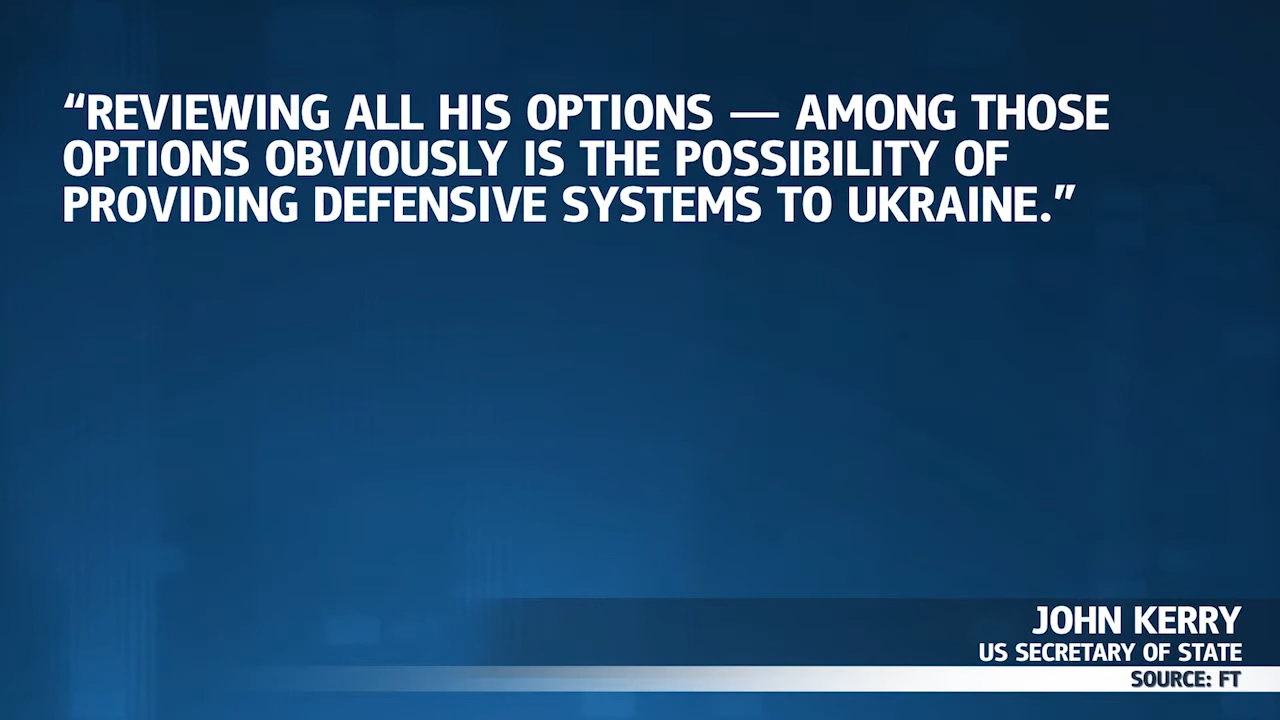 “REVIEWING ALL HIS OPTIONS — AMONG THOSE
OPTIONS OBVIOUSLY IS THE POSSIBILITY OF
PROVIDING DEFENSIVE SYSTEMS TO UKRAINE.”
JOHN KERRY
US SECRETARY OF STATE
SOURCE: FT